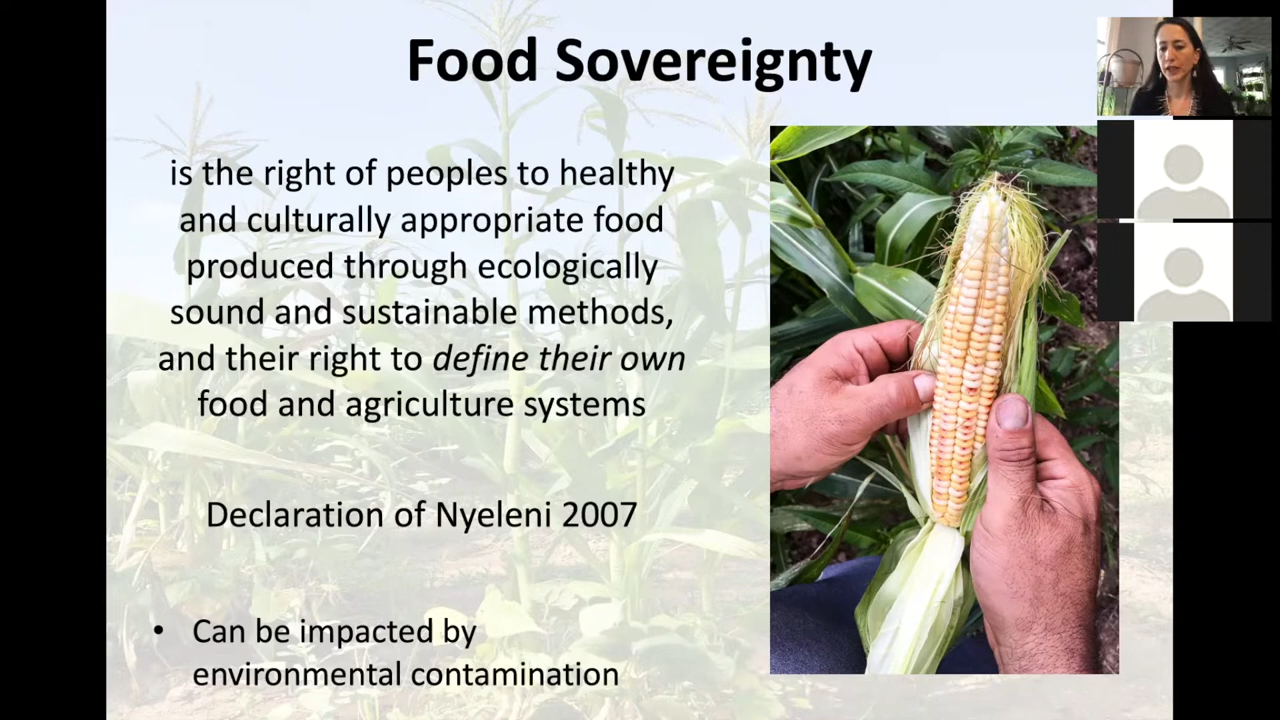 Food Sovereignty
is the right of peoples to healthy
and culturally appropriate food
produced through ecologically
sound and sustainable methods,
and their right to define their own
food and agriculture systems
Declaration of Nyeleni 2007
• Can be impacted by
environmental contamination